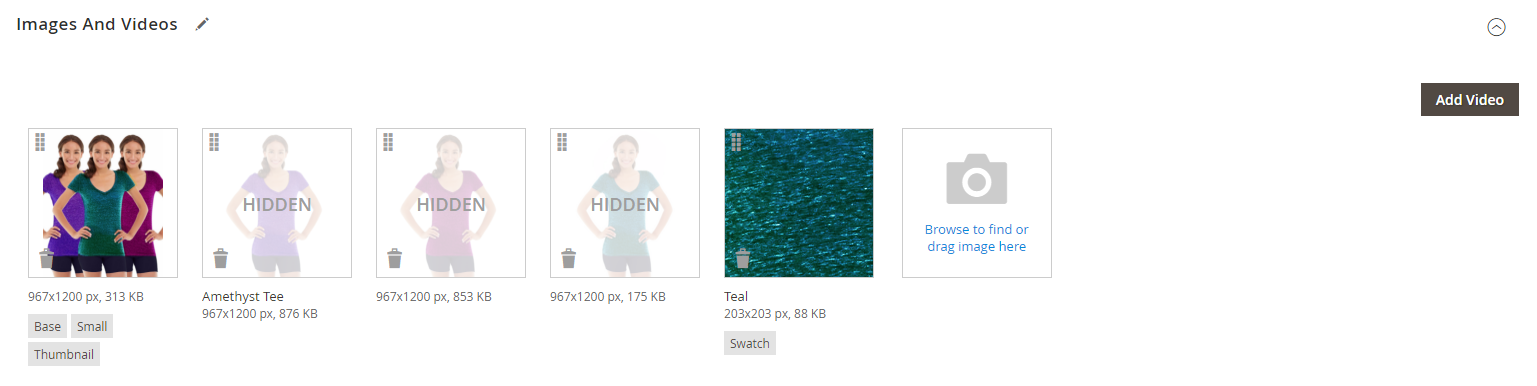 Images And Videos
Add Video
HIDDEN
HIDDEN
HIDDEN
Browse to find or
drag image here
967x1200 px, 313 KB
Base
Small
Thumbnail
Amethyst Tee
967x1200 px, 876 KB
967x1200 px, 853 KB
967x1200 px, 175 KB
Teal
203x203 px, 88 KB
Swatch